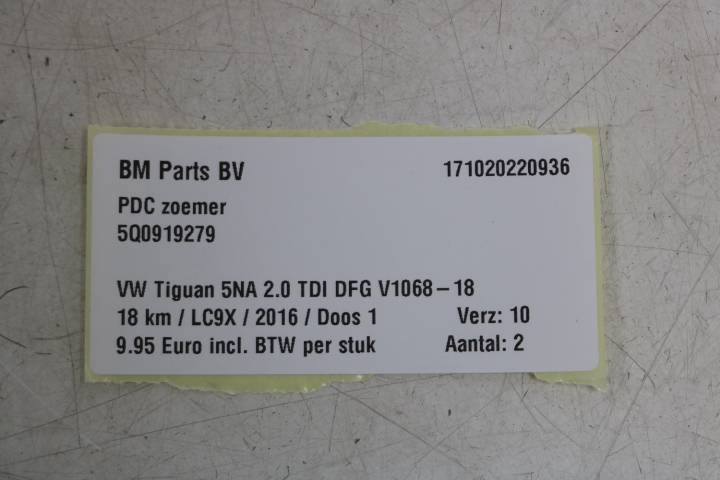 BM Parts BV 171020220936
PDC zoemer
5Q0919279
VW Tiguan 5NA 2.0 TDI DFG V1068–18
18 km / LC9X / 2016 / Doos 1 Verz: 10
9.95 Euro incl. BTW per stuk Aantal: 2